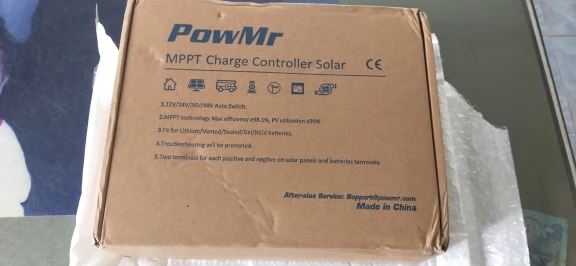 PowMr
MPPT Charge Controller Solar CE
1.12V/24V/36V/48V Auto Switch.
2.MPPT technology Max efficiency ≥98.1%, PV utilization ≥99%
3.Fit for Lithium/Vented/Sealed/Gel/NiCd batteries.
4.Troubleshooting will be prompted.
5.Two terminals for each positive and negtive on solar panels and batteries terminals.
After-slas Service: Support@powmr.com
Made in China